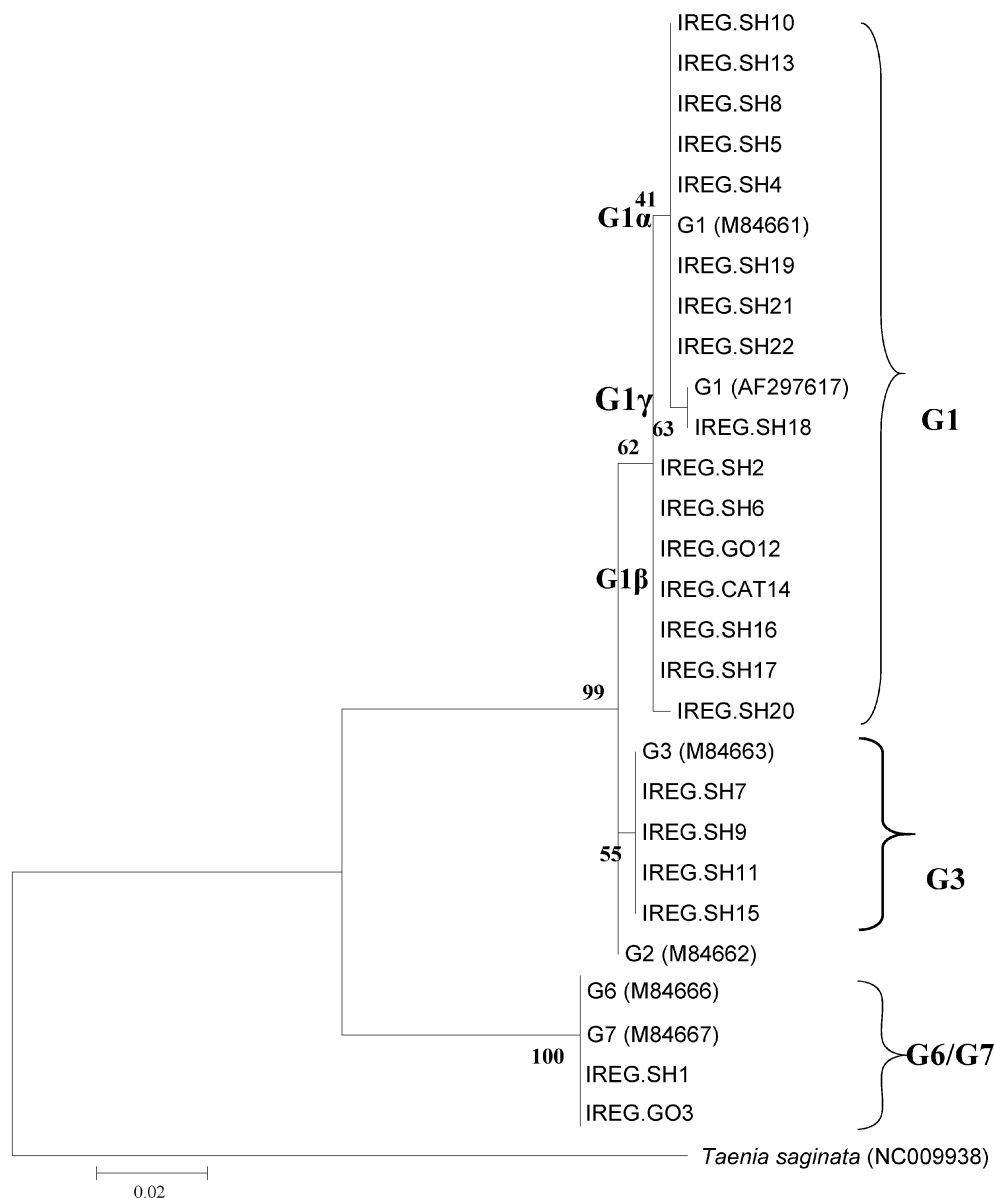 IREG.SH10
IREG.SH13
IREG.SH8
IREG.SH5
IREG.SH4
41
G1α
G1 (M84661)
IREG.SH19
IREG.SH21
IREG.SH22
G1 (AF297617)
G1γ
G1
63
IREG.SH18
62
IREG.SH2
IREG.SH6
IREG.GO12
G1β
IREG.CAT14
IREG.SH16
IREG.SH17
99
IREG.SH20
G3 (M84663)
IREG.SH7
IREG.SH9
55
IREG.SH11
G3
IREG.SH15
G2 (M84662)
G6 (M84666)
G7 (M84667)
100
G6/G7
IREG.SH1
IREG.GO3
Taenia saginata (NC009938)
0.02